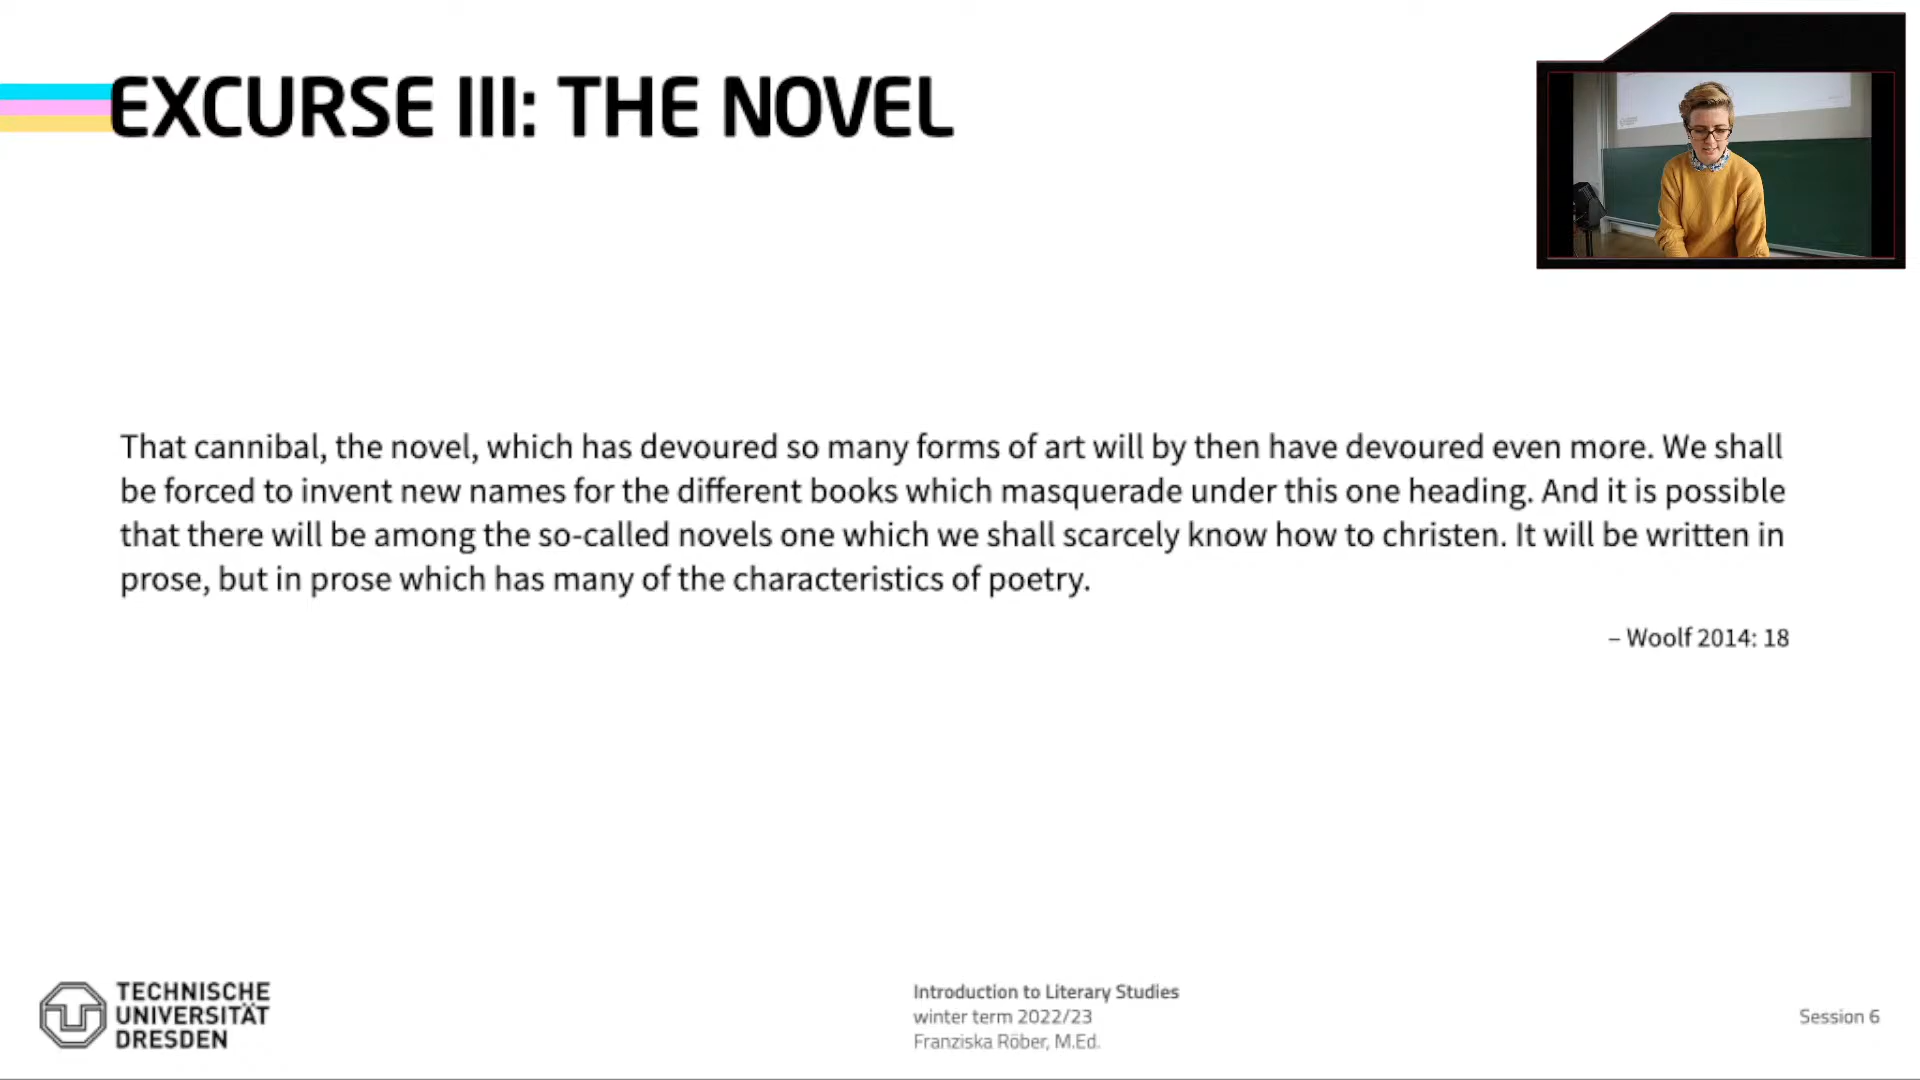 EXCURSE III: THE NOVEL
That cannibal, the novel, which has devoured so many forms of art will by then have devoured even more. We shall
be forced to invent new names for the different books which masquerade under this one heading. And it is possible
that there will be among the so-called novels one which we shall scarcely know how to christen. It will be written in
prose, but in prose which has many of the characteristics of poetry.
– Woolf 2014: 18
TECHNISCHE
UNIVERSITÄT
DRESDEN
Introduction to Literary Studies
winter term 2022/23
Franziska Röber, M.Ed.
Session 6